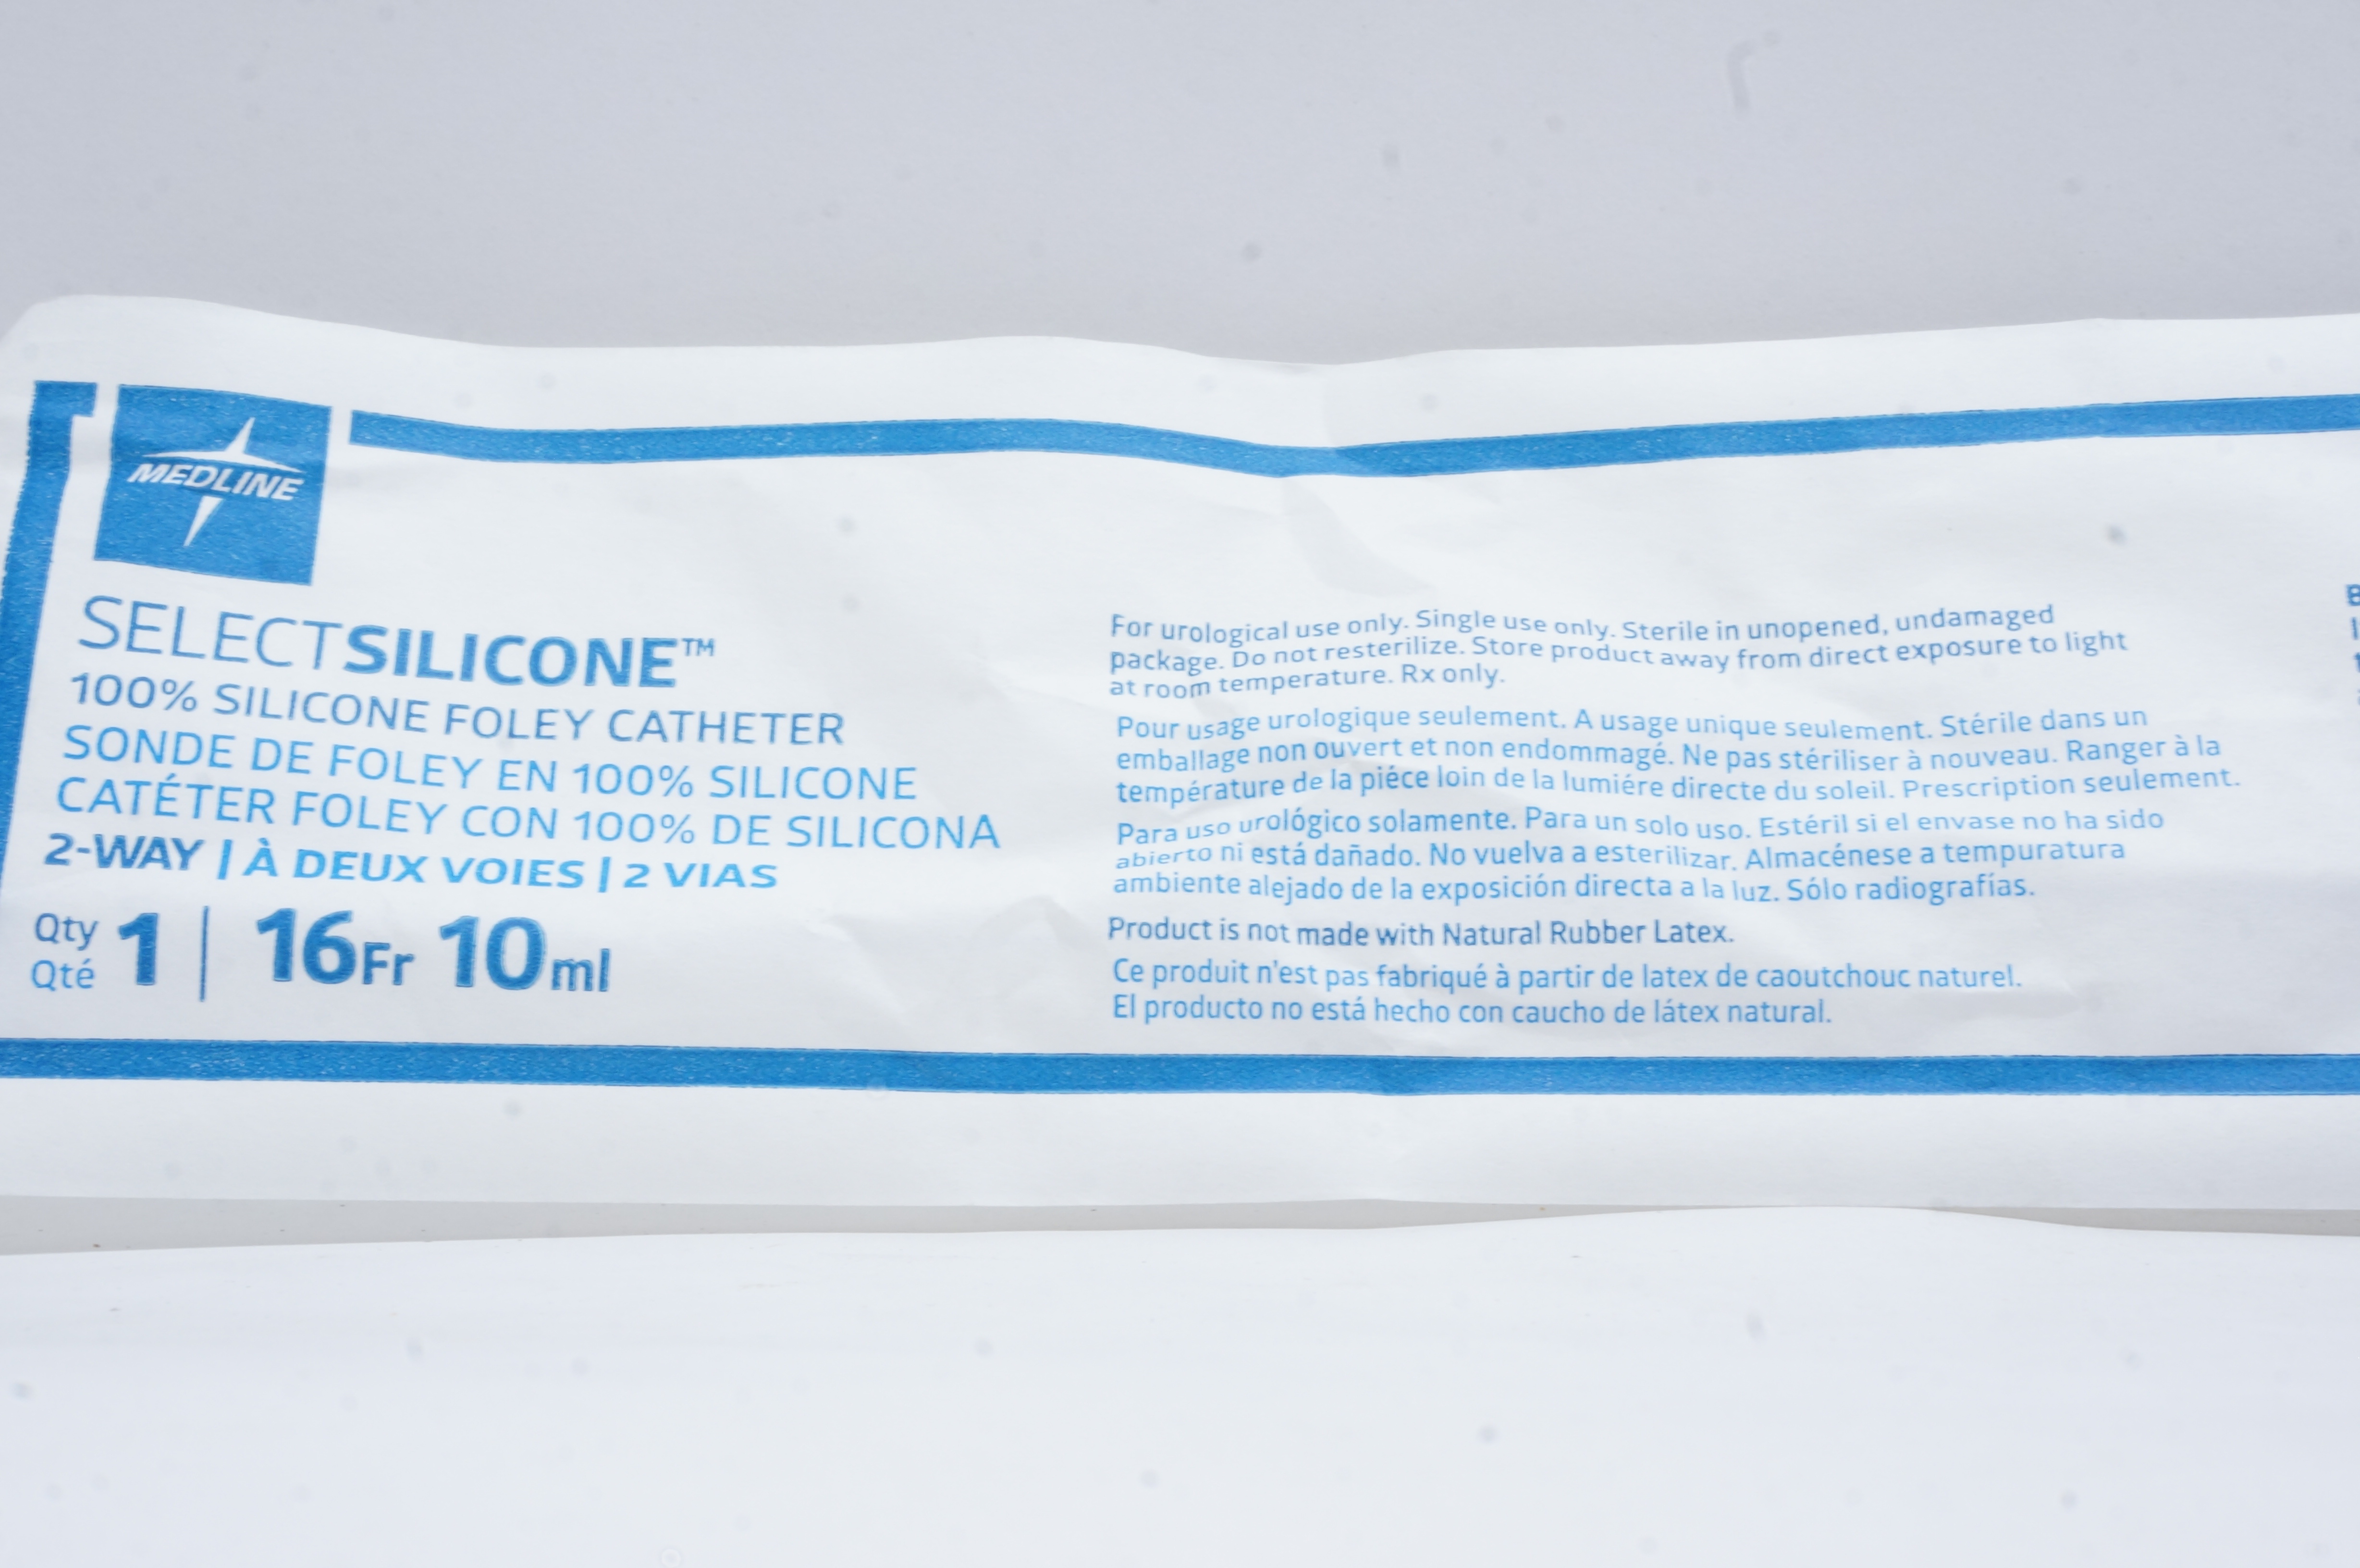 MEDLINE
SELECTSILICONE™
100% SILICONE FOLEY CATHETER
SONDE DE FOLEY EN 100% SILICONE
CATÉTER FOLEY CON 100% DE SILICONA
2-WAY | À DEUX VOIES | 2 VIAS
Qty 1 | 16Fr 10ml
Qté
For urological use only. Single use only. Sterile in unopened, undamaged
package. Do not resterilize. Store product away from direct exposure to light
at room temperature. Rx only.
Pour usage urologique seulement. A usage unique seulement. Stérile dans un
emballage non ouvert et non endommagé. Ne pas stériliser à nouveau. Ranger à la
température de la piéce loin de la lumiére directe du soleil. Prescription seulement.
Para uso urológico solamente. Para un solo uso. Estéril si el envase no ha sido
abierto ni está dañado. No vuelva a esterilizar. Almacénese a tempuratura
ambiente alejado de la exposición directa a la luz. Sólo radiografías.
Product is not made with Natural Rubber Latex.
Ce produit n'est pas fabriqué à partir de latex de caoutchouc naturel.
El producto no está hecho con caucho de látex natural.